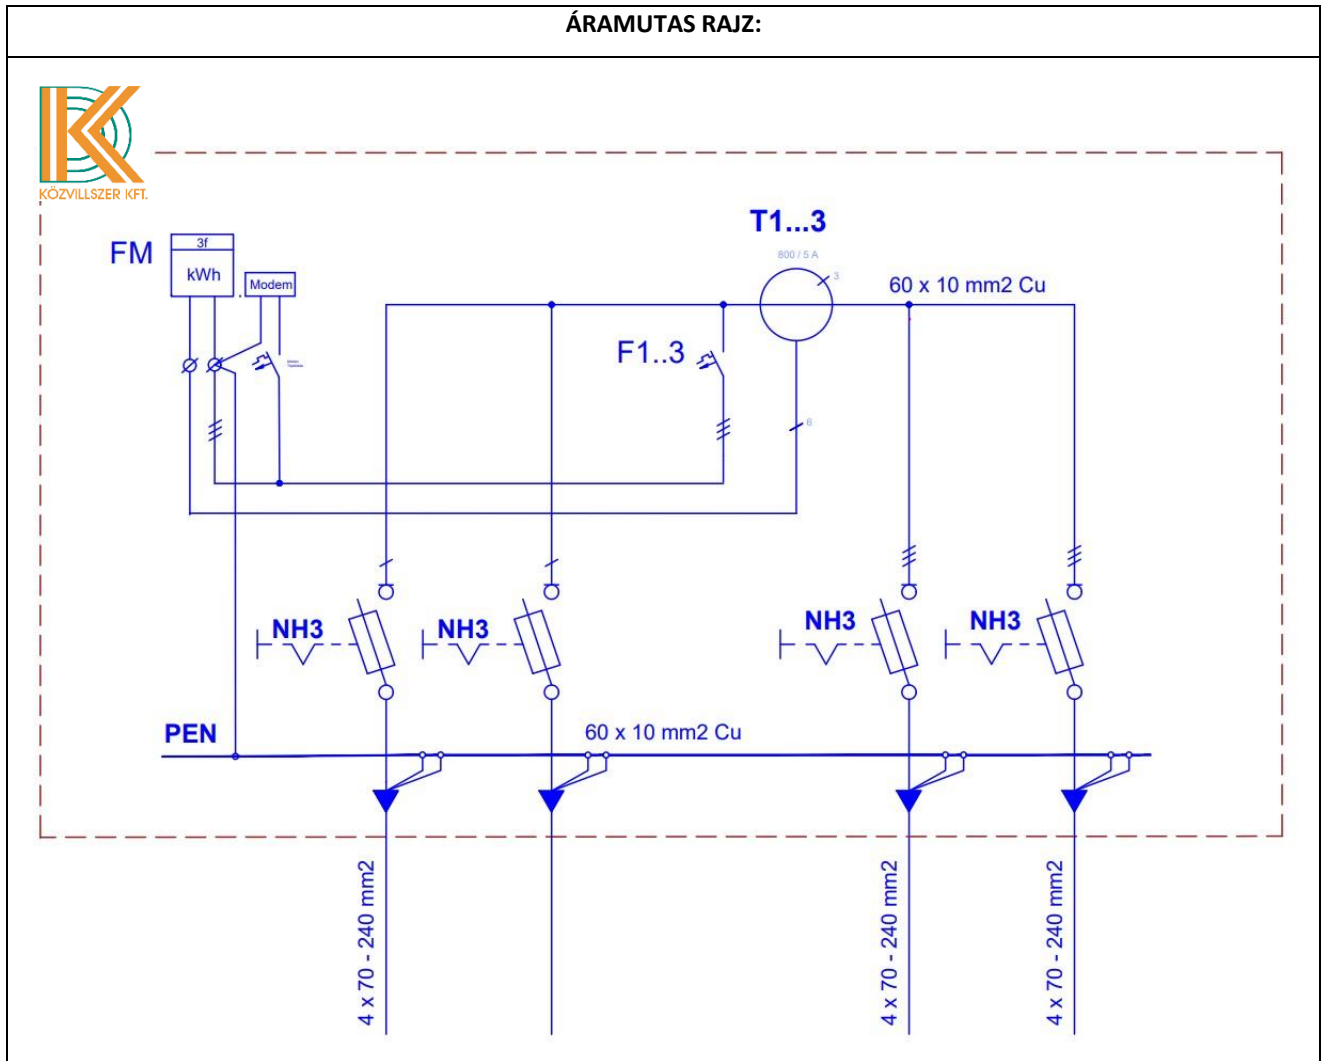 ÁRAMUTAS RAJZ:
KÖZVILLSZER KFT.
T1...3
FM
3f
kWh
Modem
800 / 5 A
3
60 x 10 mm2 Cu
F1..3
6
NH3
NH3
NH3
NH3
PEN
60 x 10 mm2 Cu
4 x 70 - 240 mm2
4 x 70 - 240 mm2
4 x 70 - 240 mm2